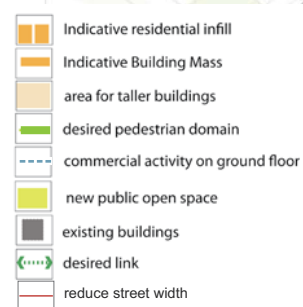 Indicative residential infill
Indicative Building Mass
area for taller buildings
desired pedestrian domain
commercial activity on ground floor
new public open space
existing buildings
desired link
reduce street width